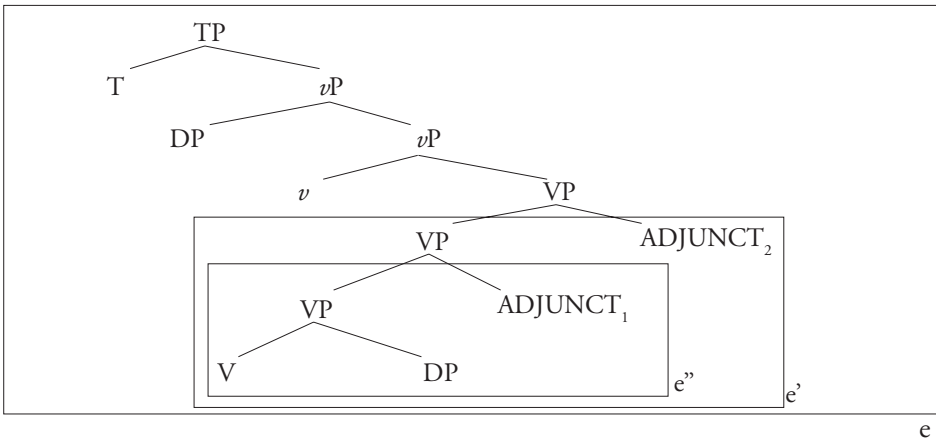 TP
T vP
DP vP
v VP
VP ADJUNCT₂
VP ADJUNCT₁
V DP
e''
e'
e